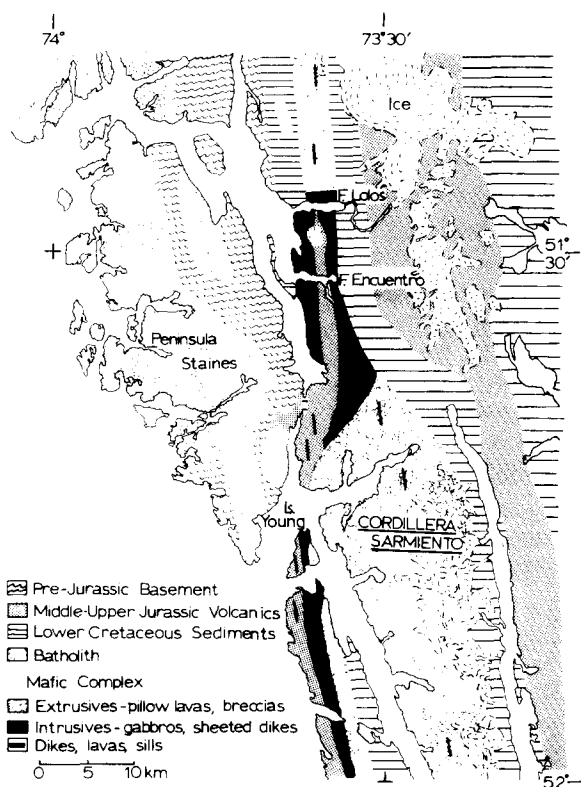 74°
73°30'
Ice
F. Lolos
51°
30'
F. Encuentro
Peninsula
Staines
Is.
Young
CORDILLERA
SARMIENTO
Pre-Jurassic Basement
Middle-Upper Jurassic Volcanics
Lower Cretaceous Sediments
Batholith
Mafic Complex
Extrusives-pillow lavas, breccias
Intrusives-gabbros, sheeted dikes
Dikes, lavas, sills
0 5 10 km
52°